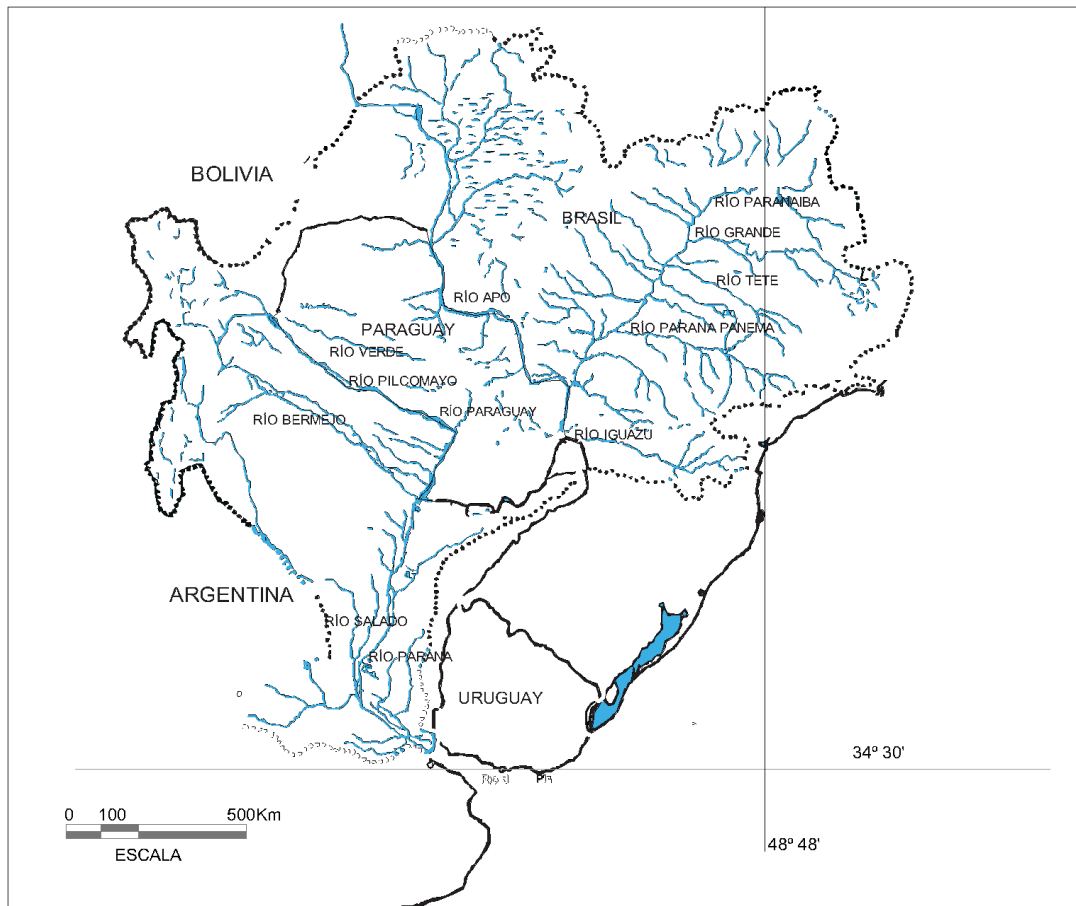 BOLIVIA
RÍO PARANAIBA
BRASIL
RÍO GRANDE
RÍO TETE
RÍO APO
PARAGUAY
RÍO PARANA PANEMA
RÍO VERDE
RÍO PILCOMAYO
RÍO PARAGUAY
RÍO BERMEJO
RÍO IGUAZU
ARGENTINA
RÍO SALADO
RÍO PARANA
URUGUAY
34º 30'
0 100 500Km
ESCALA
48º 48'